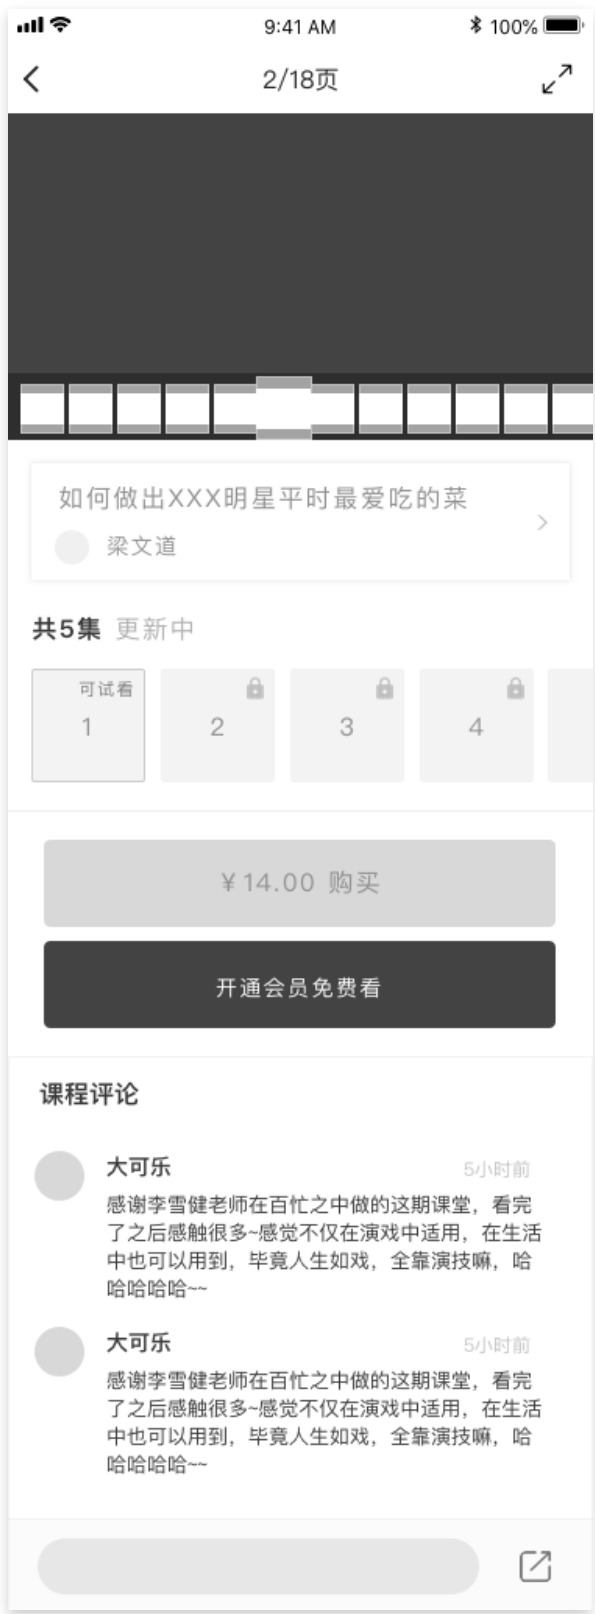 9:41 AM
100%
2/18页
如何做出XXX明星平时最爱吃的菜
梁文道
共5集 更新中
可试看
1
2
3
4
¥14.00 购买
开通会员免费看
课程评论
大可乐
5小时前
感谢李雪健老师在百忙之中做的这期课堂，看完
了之后感触很多~感觉不仅在演戏中适用，在生活
中也可以用到，毕竟人生如戏，全靠演技嘛，哈
哈哈哈哈~~
大可乐
5小时前
感谢李雪健老师在百忙之中做的这期课堂，看完
了之后感触很多~感觉不仅在演戏中适用，在生活
中也可以用到，毕竟人生如戏，全靠演技嘛，哈
哈哈哈哈~~